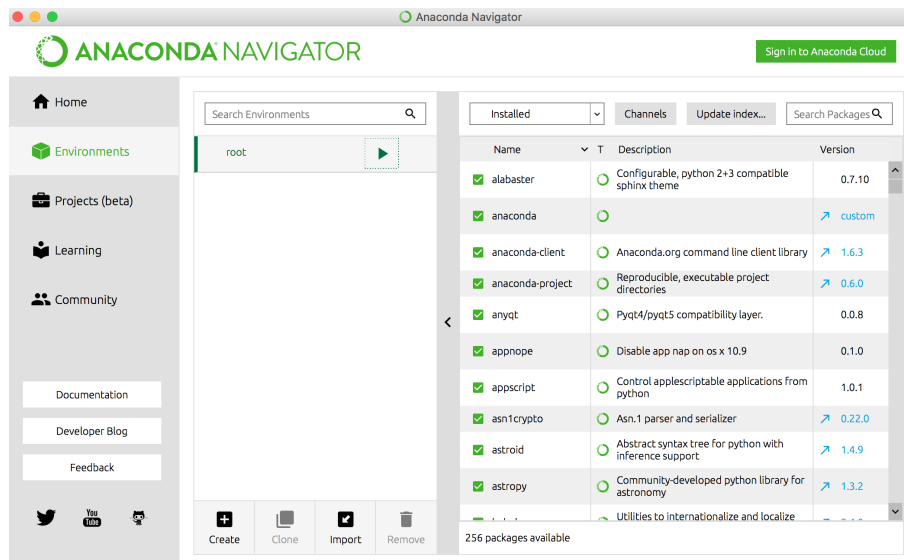 Anaconda Navigator
ANACONDA NAVIGATOR
Sign in to Anaconda Cloud
Home
Environments
Projects (beta)
Learning
Community
Documentation
Developer Blog
Feedback
You
Tube
Search Environments
root
Create
Clone
Import
Remove
Installed
Channels
Update index...
Search Packages
Name T Description Version
alabaster Configurable, python 2+3 compatible
sphinx theme 0.7.10
anaconda custom
anaconda-client Anaconda.org command line client library 1.6.3
anaconda-project Reproducible, executable project
directories 0.6.0
anyqt Pyqt4/pyqt5 compatibility layer. 0.0.8
appnope Disable app nap on os x 10.9 0.1.0
appscript Control applescriptable applications from
python 1.0.1
asn1crypto Asn.1 parser and serializer 0.22.0
astroid Abstract syntax tree for python with
inference support 1.4.9
astropy Community-developed python library for
astronomy 1.3.2
Utilities to internationalize and localize
256 packages available